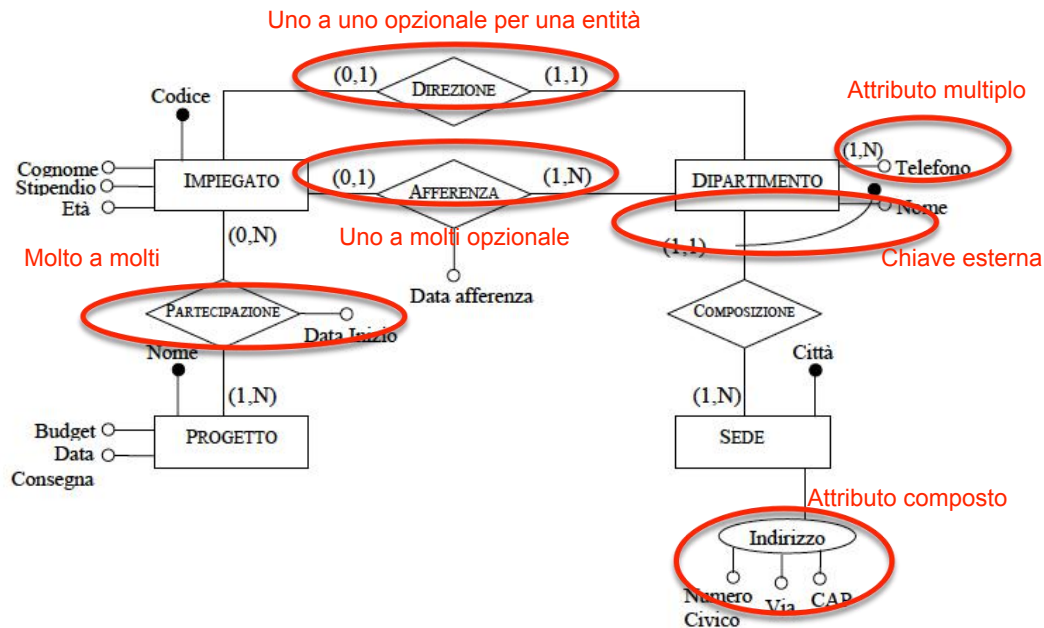 Uno a uno opzionale per una entità
(0,1)
DIREZIONE
(1,1)
Codice
Attributo multiplo
Cognome
Stipendio
Età
IMPIEGATO
(0,1)
AFFERENZA
(1,N)
DIPARTIMENTO
(1,N)
Telefono
Nome
(0,N)
Uno a molti opzionale
(1,1)
Chiave esterna
Molto a molti
Data afferenza
PARTECIPAZIONE
Data Inizio
COMPOSIZIONE
Nome
Città
(1,N)
(1,N)
Budget
Data
Consegna
PROGETTO
SEDE
Attributo composto
Indirizzo
Numero
Civico
Via
CAP